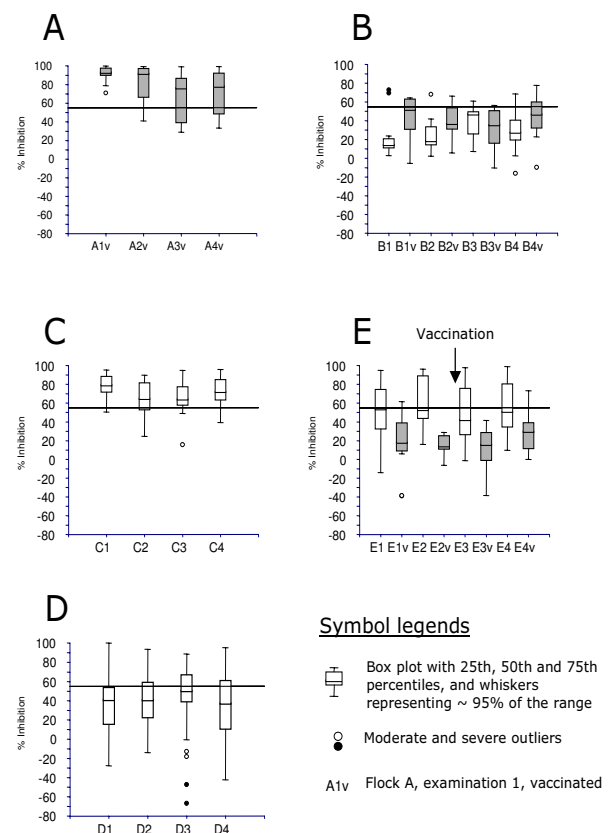 A
100
80
60
40
20
0
-20
-40
-60
-80
% Inhibition
A1v A2v A3v A4v
B
100
80
60
40
20
0
-20
-40
-60
-80
% Inhibition
B1 B1v B2 B2v B3 B3v B4 B4v
C
100
80
60
40
20
0
-20
-40
-60
-80
% Inhibition
C1 C2 C3 C4
E
Vaccination
100
80
60
40
20
0
-20
-40
-60
-80
% Inhibition
E1 E1v E2 E2v E3 E3v E4 E4v
D
100
80
60
40
20
0
-20
-40
-60
-80
% Inhibition
D1 D2 D3 D4
Symbol legends
Box plot with 25th, 50th and 75th
percentiles, and whiskers
representing ~ 95% of the range
Moderate and severe outliers
A1v Flock A, examination 1, vaccinated